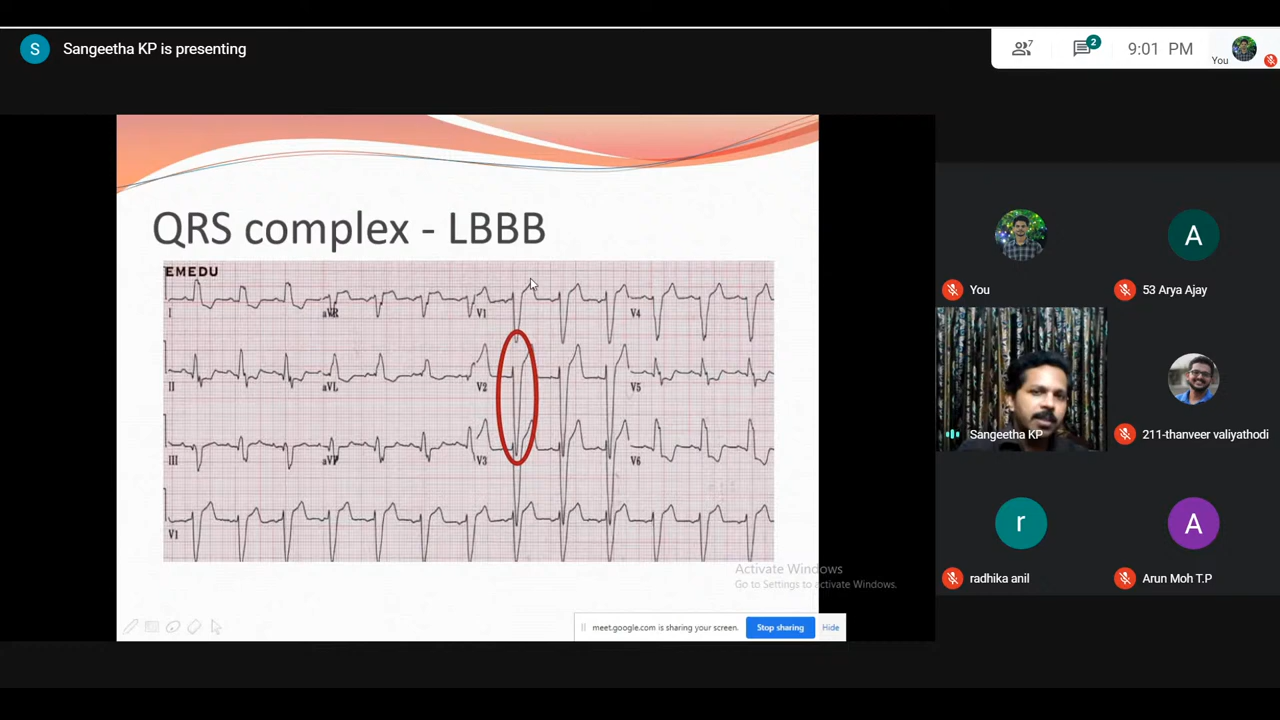 S Sangeetha KP is presenting
7
2
9:01 PM
You
QRS complex - LBBB
EMEDU
I
aVR
V1
V4
II
aVL
V2
V5
III
aVF
V3
V6
V1
Activate Windows
Go to Settings to activate Windows.
meet.google.com is sharing your screen. Stop sharing Hide
You
A
53 Arya Ajay
Sangeetha KP
211-thanveer valiyathodi
r
radhika anil
A
Arun Moh T.P